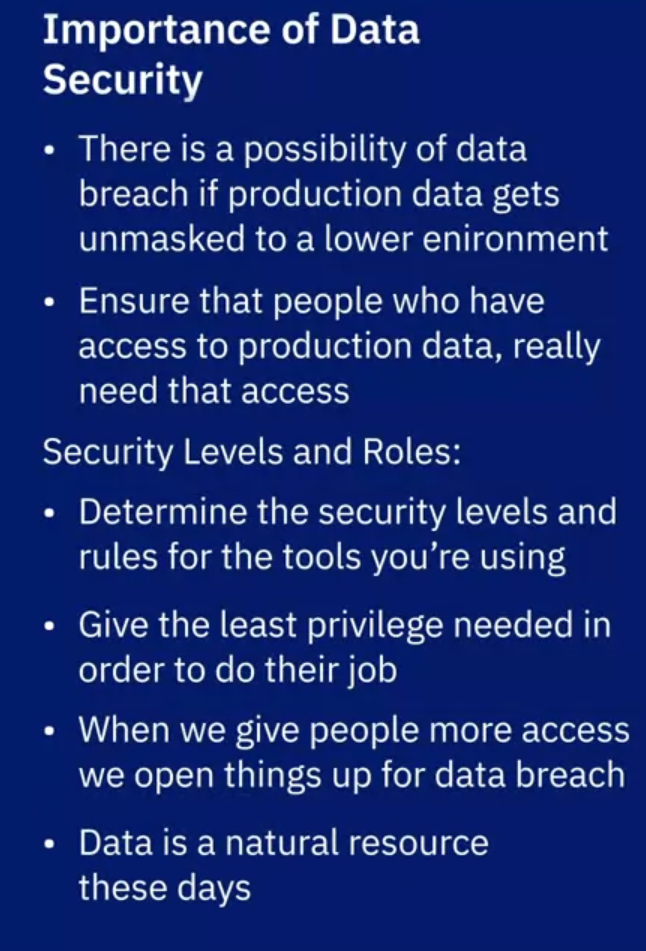 Importance of Data
Security
• There is a possibility of data
breach if production data gets
unmasked to a lower enironment
• Ensure that people who have
access to production data, really
need that access
Security Levels and Roles:
• Determine the security levels and
rules for the tools you’re using
• Give the least privilege needed in
order to do their job
• When we give people more access
we open things up for data breach
• Data is a natural resource
these days